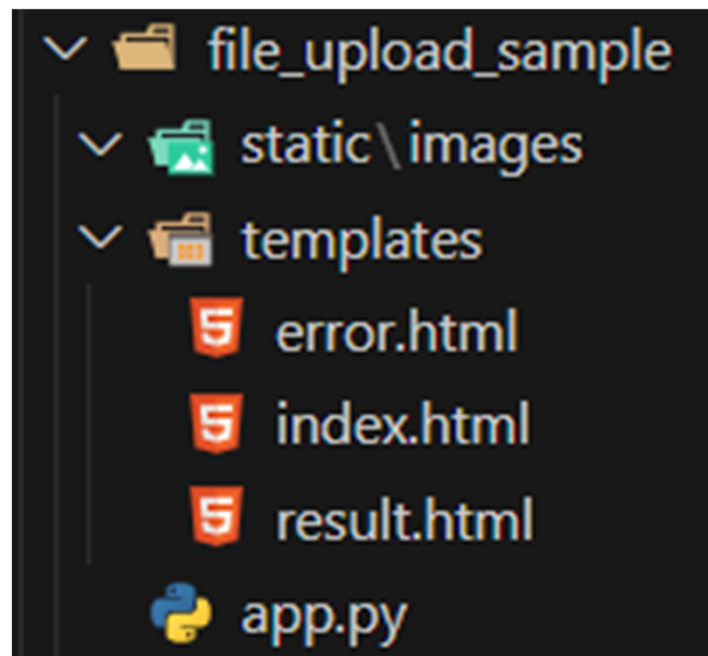 file_upload_sample
static\images
templates
error.html
index.html
result.html
app.py